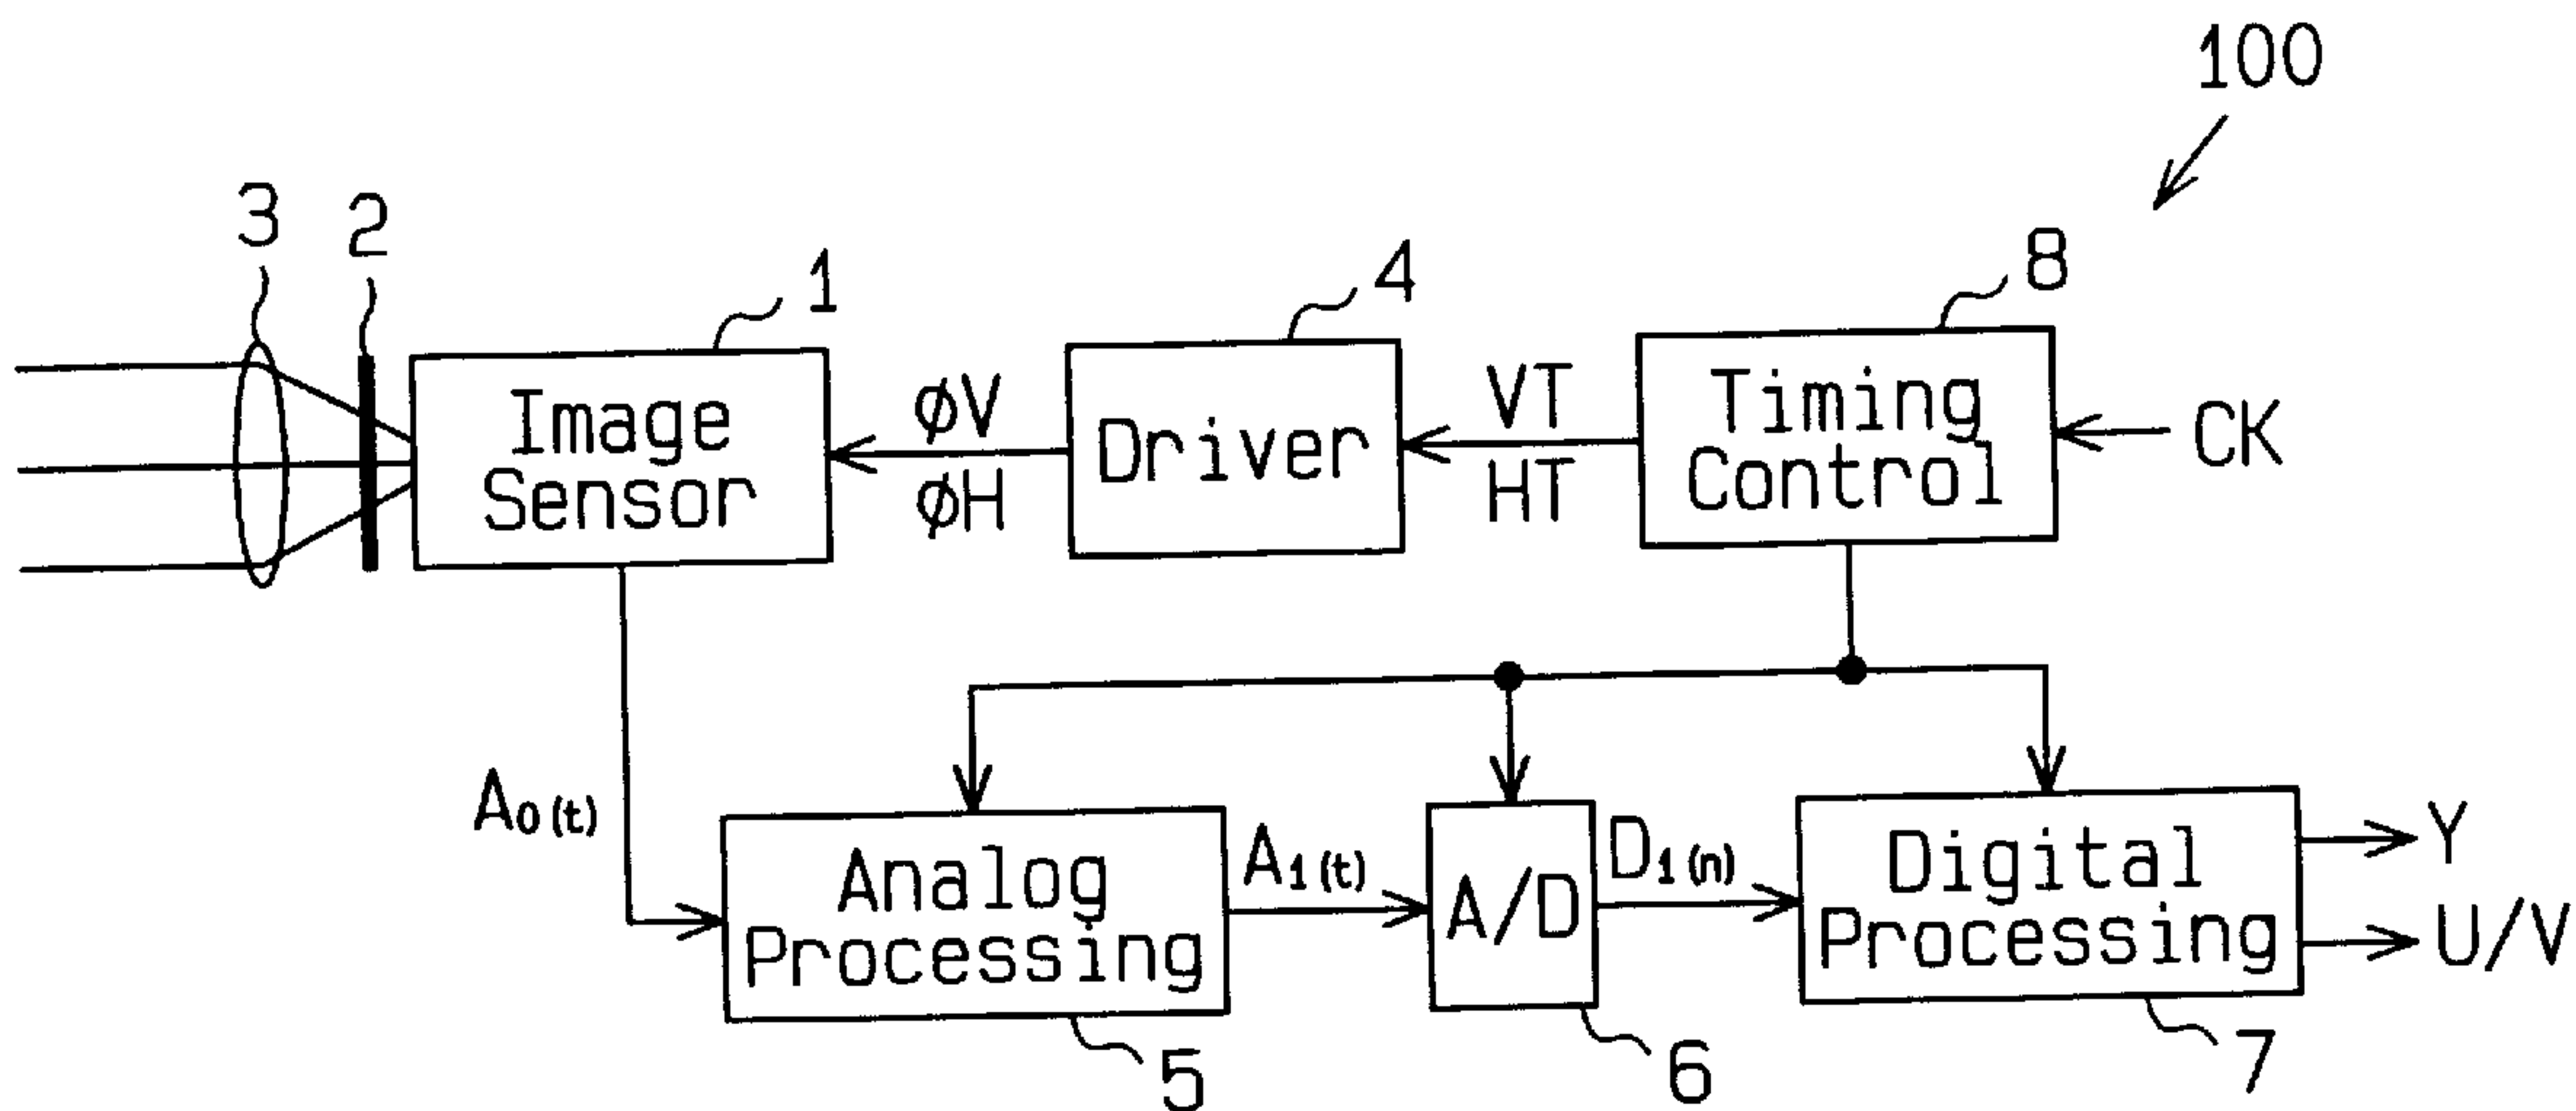 100
3
2
1
4
8
Image
Sensor
φV
φH
Driver
VT
HT
Timing
Control
CK
A0(t)
Analog
Processing
A1(t)
A/D
D1(n)
Digital
Processing
Y
U/V
5
6
7